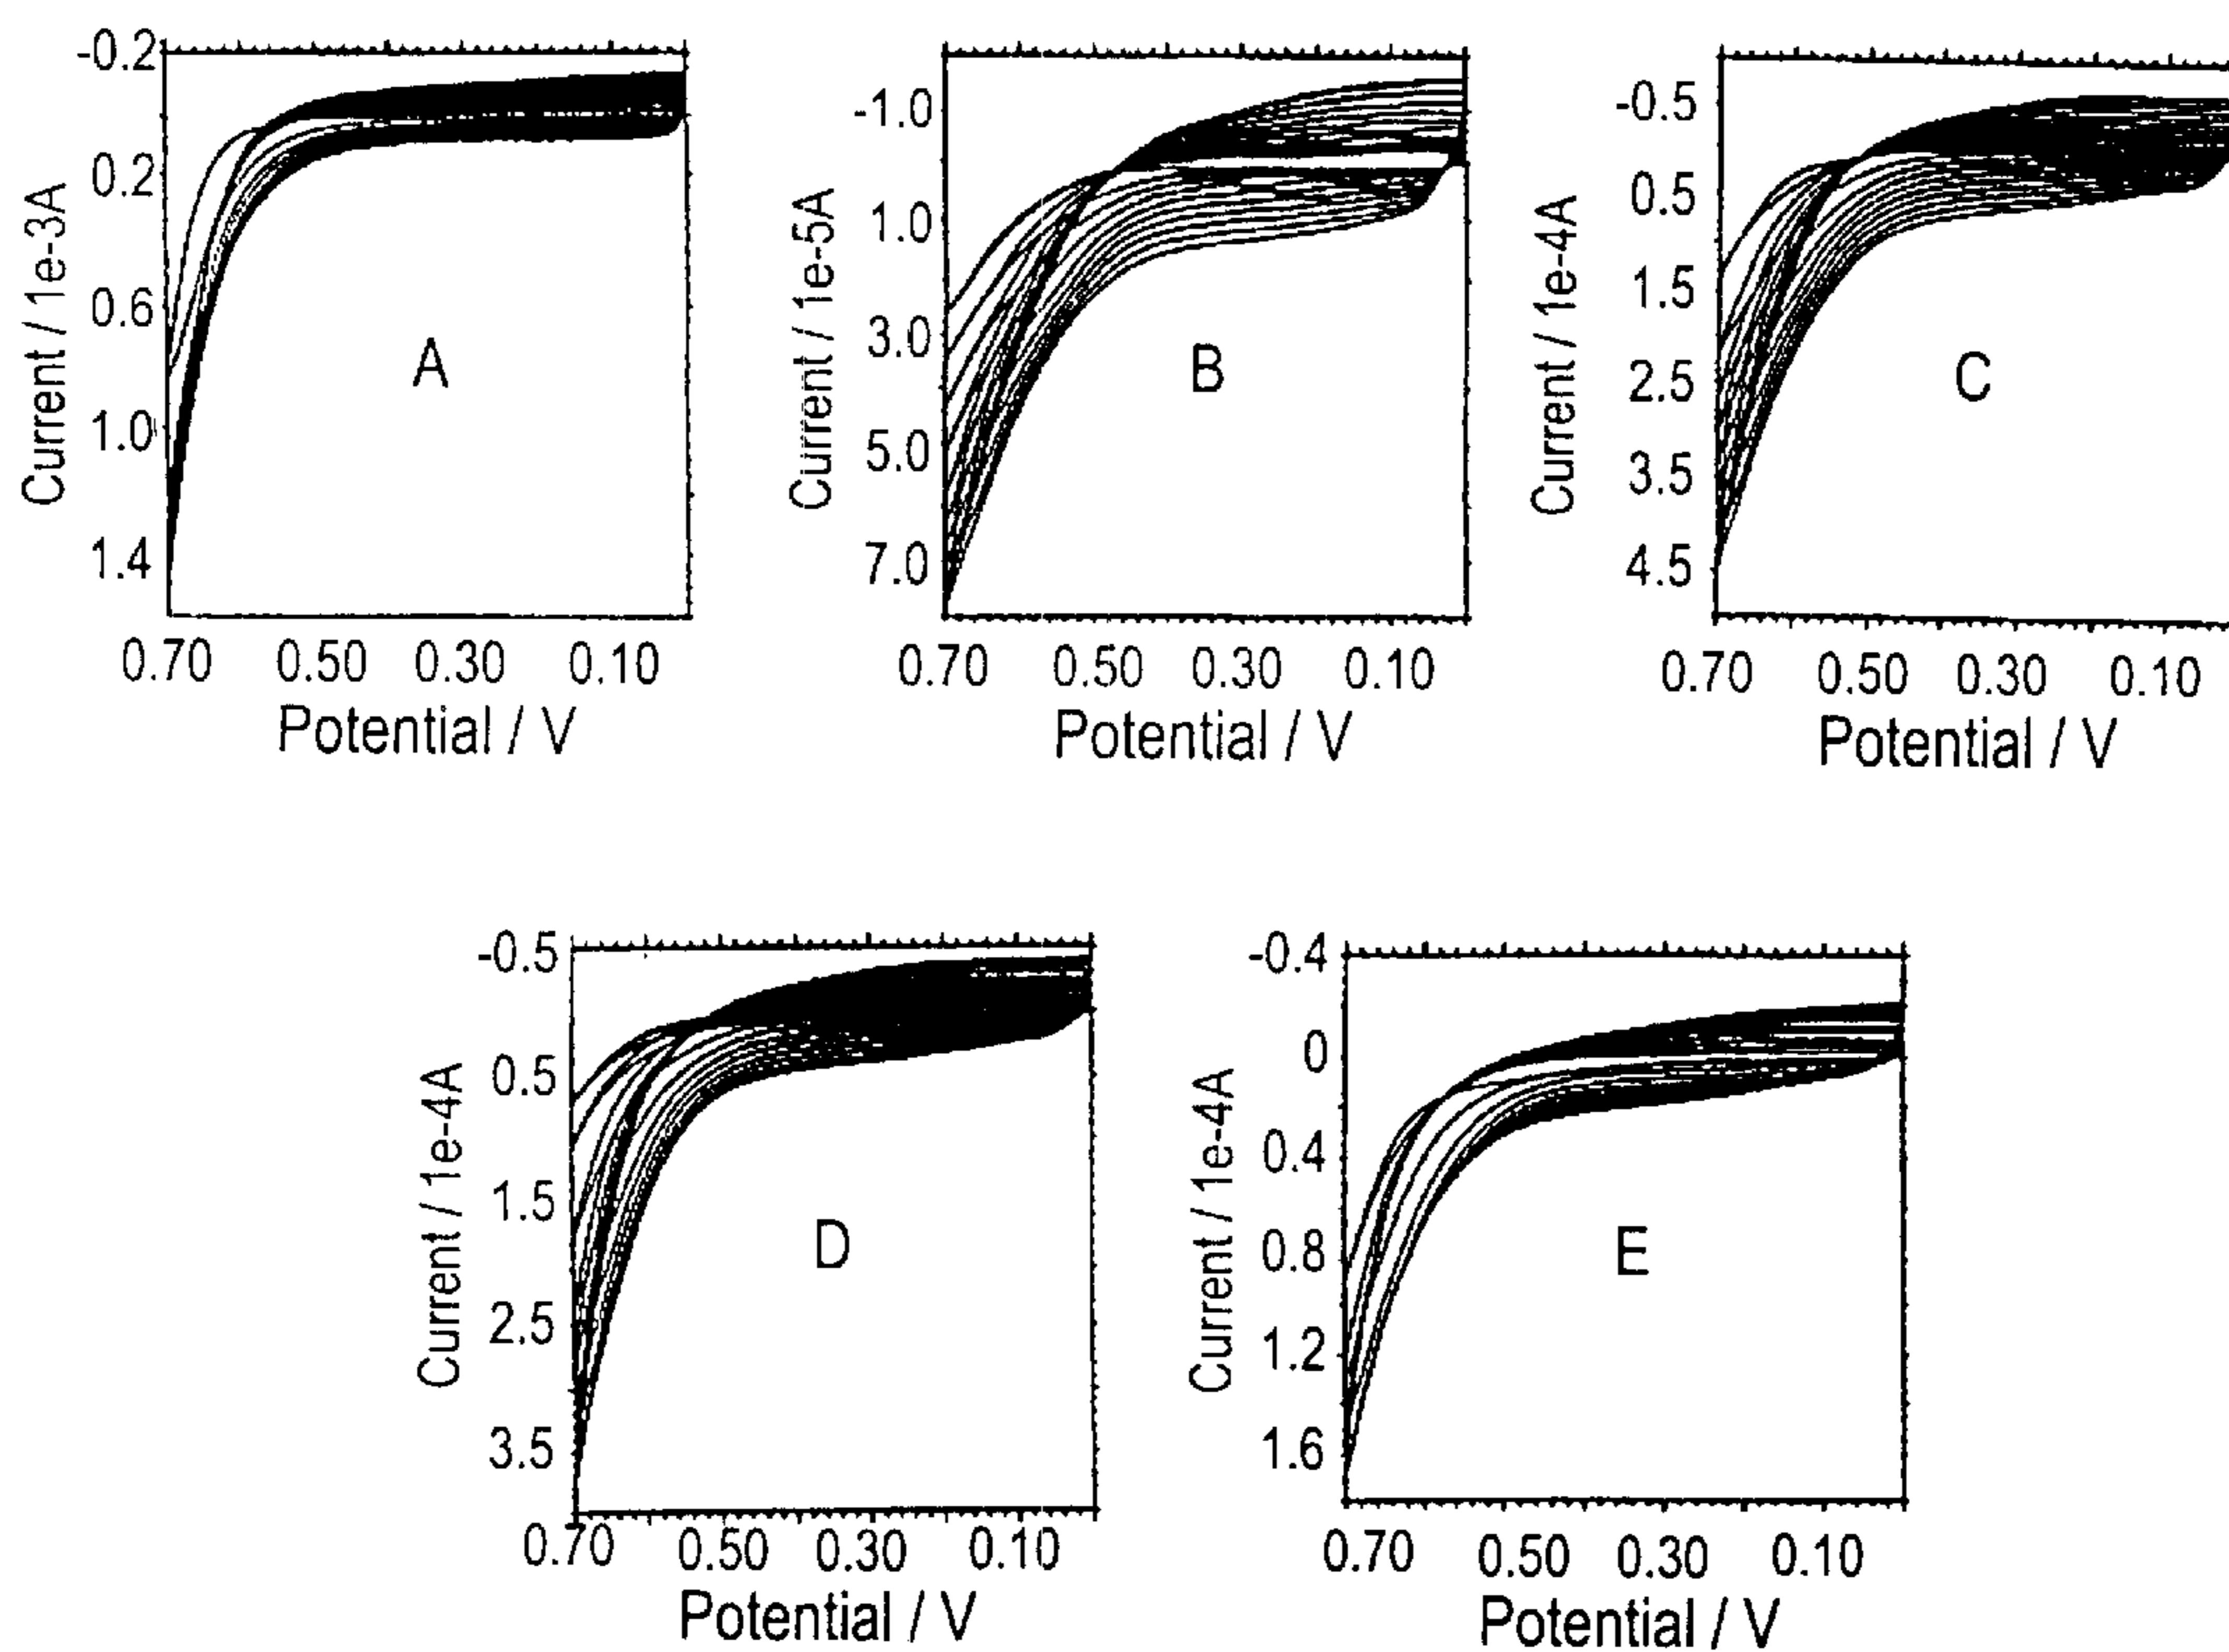 -0.2
0.2
0.6
1.0
1.4
Current / 1e-3A
A
0.70 0.50 0.30 0.10
Potential / V
-1.0
1.0
3.0
5.0
7.0
Current / 1e-5A
B
0.70 0.50 0.30 0.10
Potential / V
-0.5
0.5
1.5
2.5
3.5
4.5
Current / 1e-4A
C
0.70 0.50 0.30 0.10
Potential / V
-0.5
0.5
1.5
2.5
3.5
Current / 1e-4A
D
0.70 0.50 0.30 0.10
Potential / V
-0.4
0
0.4
0.8
1.2
1.6
Current / 1e-4A
E
0.70 0.50 0.30 0.10
Potential / V